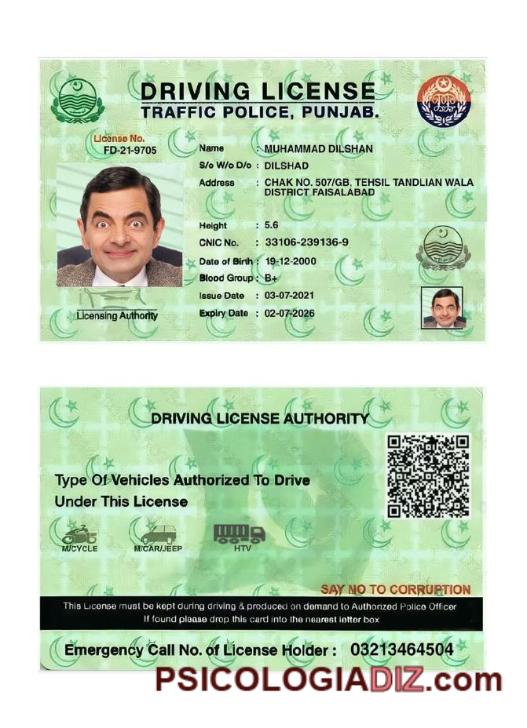 DRIVING LICENSE
TRAFFIC POLICE, PUNJAB.
License No.
FD-21-9705
Name : MUHAMMAD DILSHAN
S/o W/o D/o : DILSHAD
Address : CHAK NO. 507/GB, TEHSIL TANDLIAN WALA
DISTRICT FAISALABAD
Height : 5.6
CNIC No. : 33106-239136-9
Date of Birth : 19-12-2000
Blood Group : B+
Issue Date : 03-07-2021
Expiry Date : 02-07-2026
Licensing Authority
DRIVING LICENSE AUTHORITY
Type Of Vehicles Authorized To Drive
Under This License
M/CYCLE M/CAR/JEEP HTV
SAY NO TO CORRUPTION
This License must be kept during driving & produced on demand to Authorized Police Officer
If found please drop this card into the nearest letter box
Emergency Call No. of License Holder : 03213464504
PSICOLOGIADIZ.com